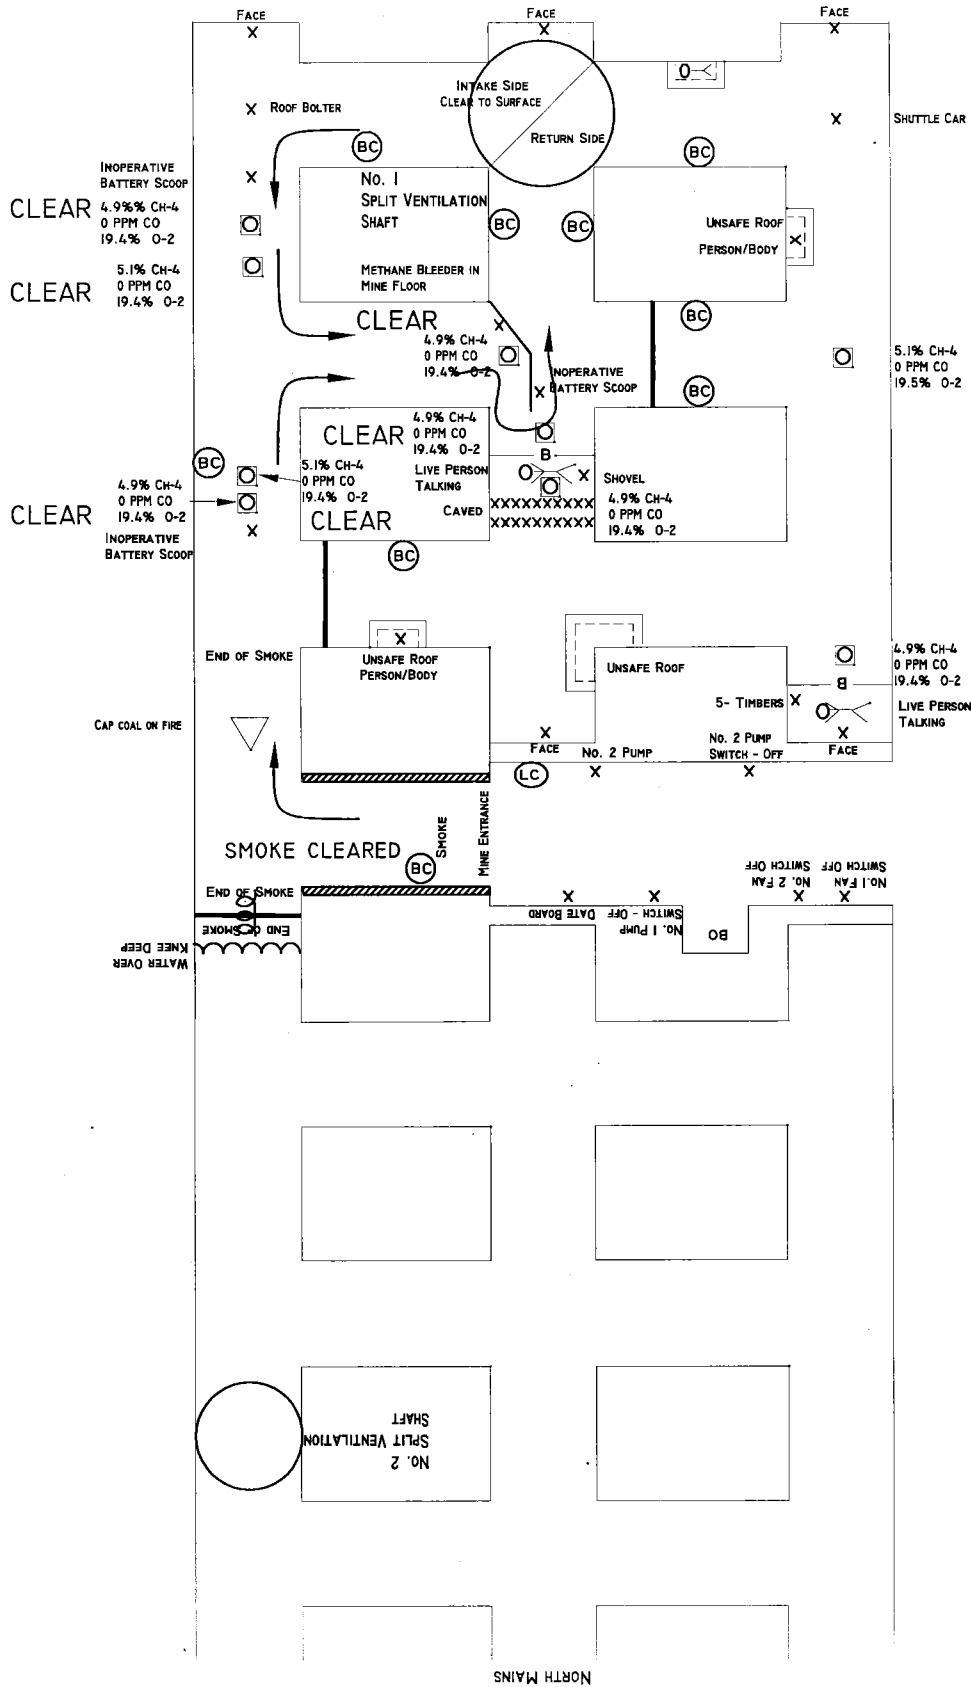 FACE
FACE
FACE
INTAKE SIDE
CLEAR TO SURFACE
RETURN SIDE
ROOF BOLTER
SHUTTLE CAR
BC
BC
INOPERATIVE
BATTERY SCOOP
CLEAR
4.9%% CH-4
0 PPM CO
19.4% O-2
No. 1
SPLIT VENTILATION
SHAFT
BC
BC
UNSAFE ROOF
PERSON/BODY
CLEAR
5.1% CH-4
0 PPM CO
19.4% O-2
METHANE BLEEDER IN
MINE FLOOR
BC
CLEAR
4.9% CH-4
0 PPM CO
19.4% O-2
INOPERATIVE
BATTERY SCOOP
5.1% CH-4
0 PPM CO
19.5% O-2
BC
CLEAR
4.9% CH-4
0 PPM CO
19.4% O-2
B
BC
5.1% CH-4
0 PPM CO
19.4% O-2
LIVE PERSON
TALKING
SHOVEL
CLEAR
4.9% CH-4
0 PPM CO
19.4% O-2
CLEAR
CAVED
4.9% CH-4
0 PPM CO
19.4% O-2
INOPERATIVE
BATTERY SCOOP
BC
END OF SMOKE
UNSAFE ROOF
PERSON/BODY
UNSAFE ROOF
4.9% CH-4
0 PPM CO
19.4% O-2
B
5- TIMBERS
LIVE PERSON
TALKING
CAP COAL ON FIRE
FACE
No. 2 PUMP
No. 2 PUMP
SWITCH - OFF
FACE
LC
SMOKE CLEARED
SMOKE
MINE ENTRANCE
BC
END OF SMOKE
END OF SMOKE
WATER OVER
KNEE DEEP
DATE BOARD
No. 1 PUMP
SWITCH - OFF
BO
No. 2 FAN
SWITCH OFF
No. 1 FAN
SWITCH OFF
No. 2
SPLIT VENTILATION
SHAFT
NORTH MAINS